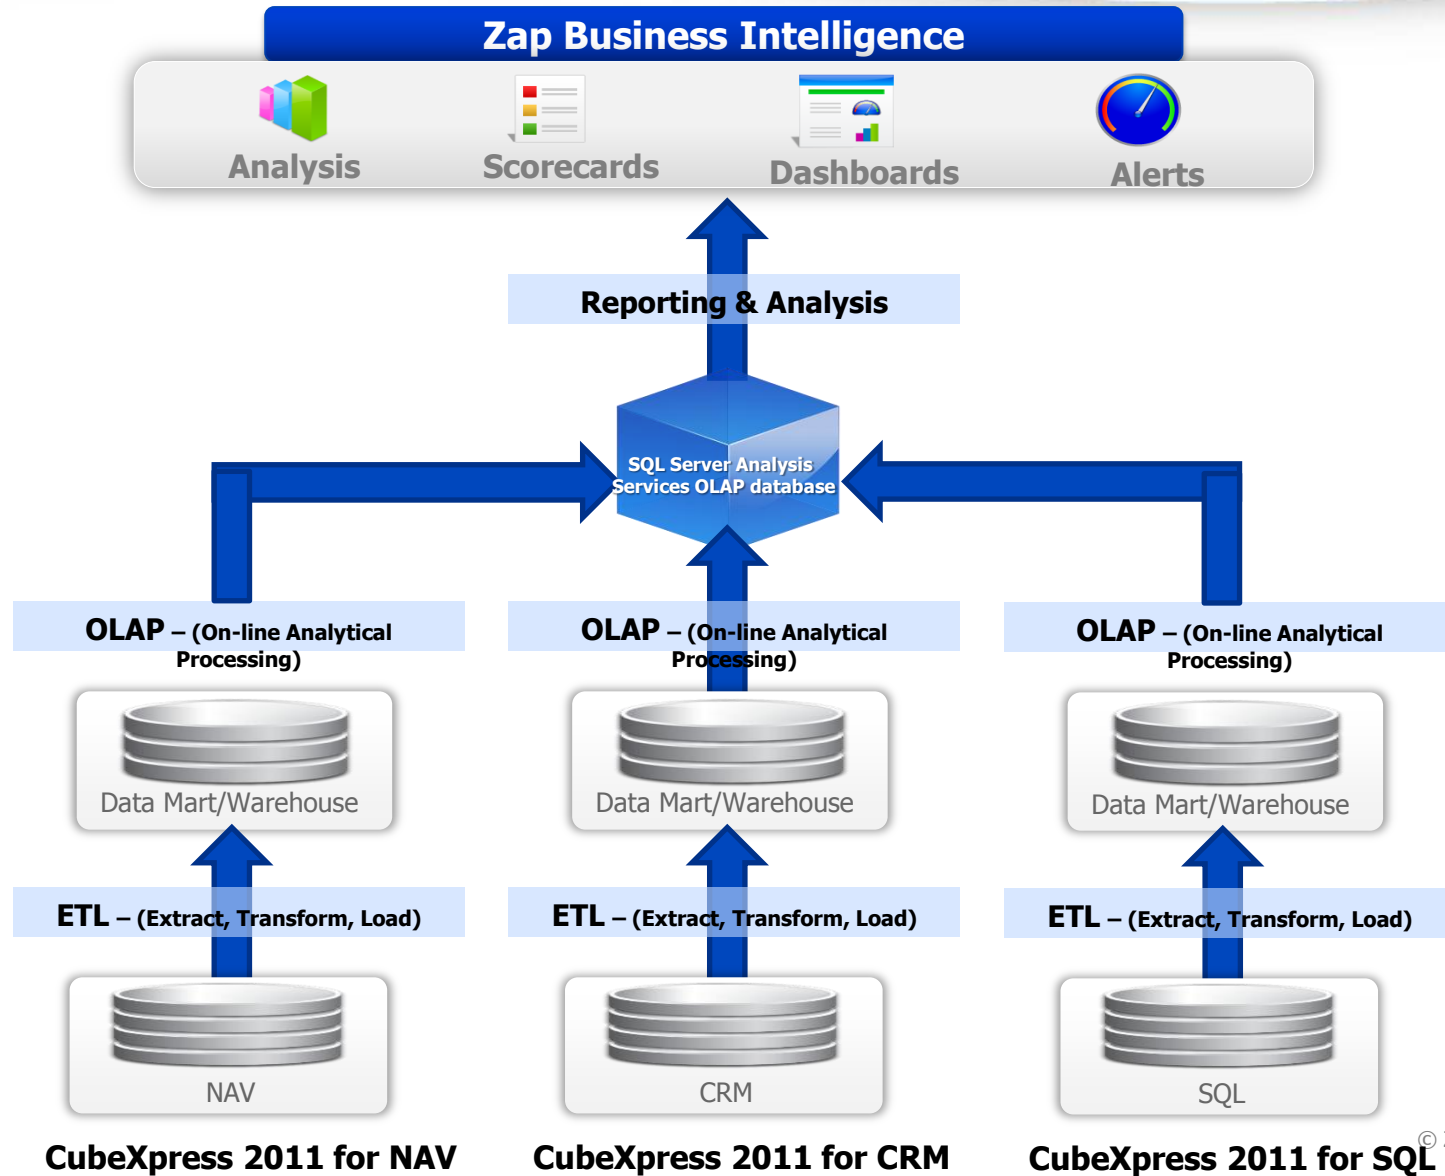 Zap Business Intelligence
Analysis
Scorecards
Dashboards
Alerts
Reporting & Analysis
SQL Server Analysis
Services OLAP database
OLAP – (On-line Analytical
Processing)
OLAP – (On-line Analytical
Processing)
OLAP – (On-line Analytical
Processing)
Data Mart/Warehouse
Data Mart/Warehouse
Data Mart/Warehouse
ETL – (Extract, Transform, Load)
ETL – (Extract, Transform, Load)
ETL – (Extract, Transform, Load)
NAV
CRM
SQL
CubeXpress 2011 for NAV
CubeXpress 2011 for CRM
CubeXpress 2011 for SQL
©